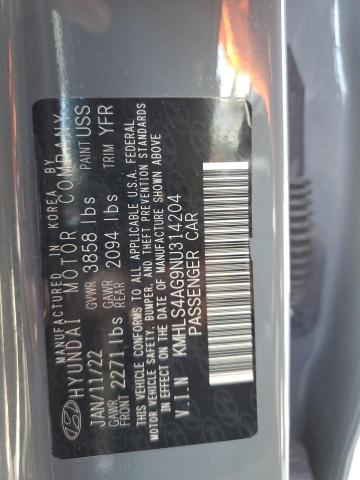 MANUFACTURED IN KOREA BY
HYUNDAI MOTOR COMPANY
JAN/11/22 GVWR 3858 lbs PAINT USS
GAWR FRONT 2271 lbs GAWR REAR 2094 lbs TRIM YFR
THIS VEHICLE CONFORMS TO ALL APPLICABLE U.S.A. FEDERAL
MOTOR VEHICLE SAFETY, BUMPER, AND THEFT PREVENTION STANDARDS
IN EFFECT ON THE DATE OF MANUFACTURE SHOWN ABOVE
V.I.N KMHLS4AG9NU314204
PASSENGER CAR